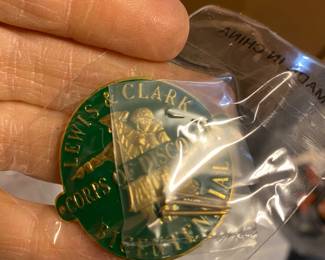 LEWIS & CLARK
CORPS OF DISCOVERY
BICENTENNIAL
MADE IN CHINA